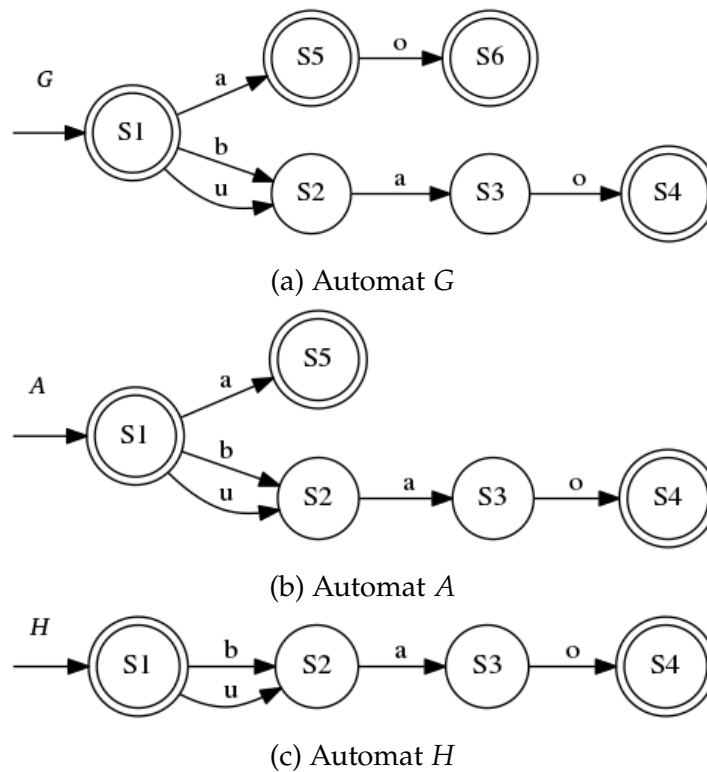 G
S1
a
S5
o
S6
b
u
S2
a
S3
o
S4
(a) Automat G
A
S1
a
S5
b
u
S2
a
S3
o
S4
(b) Automat A
H
S1
b
u
S2
a
S3
o
S4
(c) Automat H